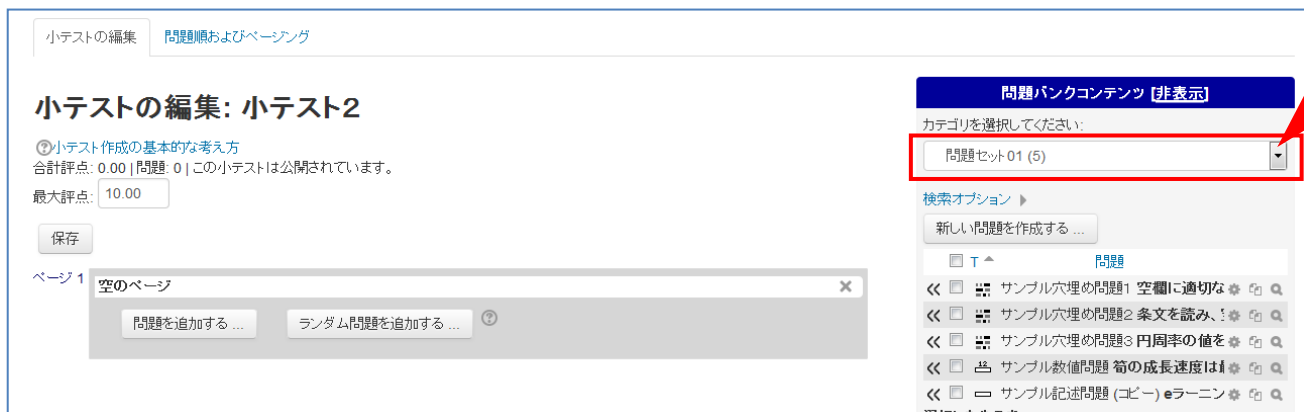 小テストの編集 問題順およびページング
小テストの編集: 小テスト2
小テスト作成の基本的な考え方
合計評点: 0.00 | 問題: 0 | この小テストは公開されています。
最大評点: 10.00
保存
ページ 1
空のページ
問題を追加する ...
ランダム問題を追加する ...
問題バンクコンテンツ [非表示]
カテゴリを選択してください:
問題セット01 (5)
検索オプション
新しい問題を作成する ...
T 問題
サンプル穴埋め問題1 空欄に適切な
サンプル穴埋め問題2 条文を読み、
サンプル穴埋め問題3 円周率の値を
サンプル数値問題 筍の成長速度は
サンプル記述問題 (コピー) eラーニン